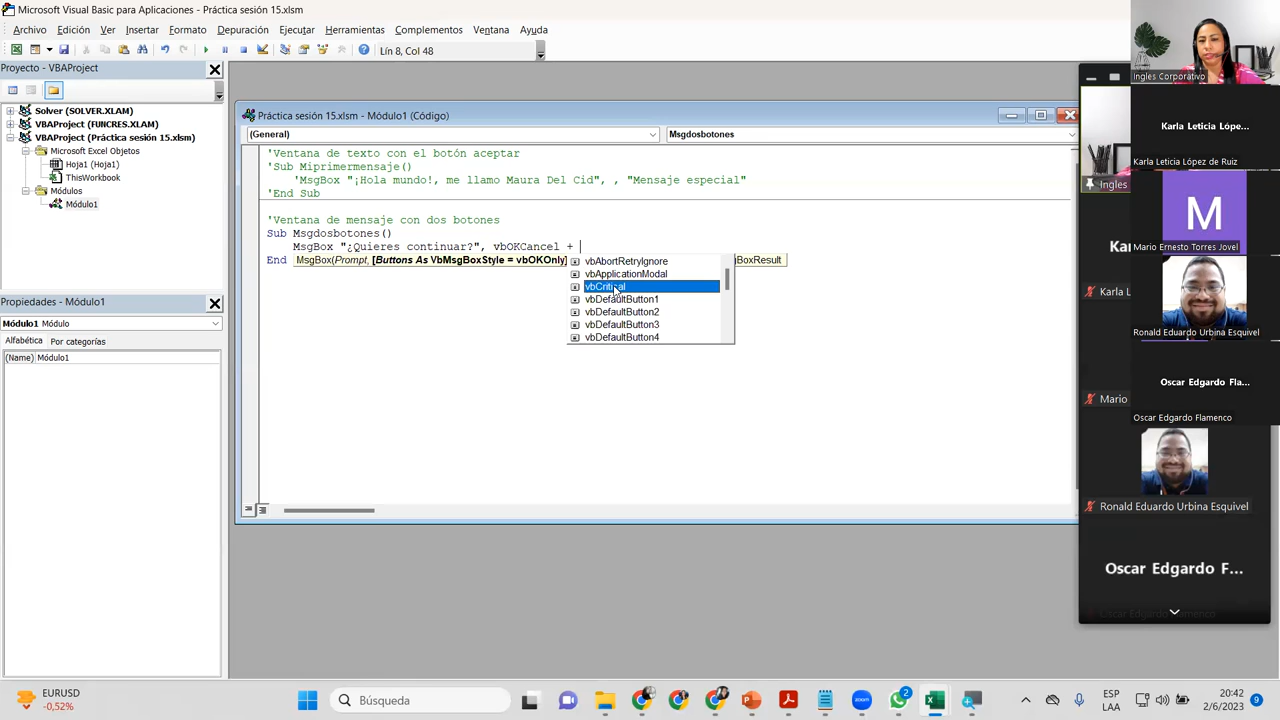 Microsoft Visual Basic para Aplicaciones - Práctica sesión 15.xlsm
Archivo Edición Ver Insertar Formato Depuración Ejecutar Herramientas Complementos Ventana Ayuda
Lín 8, Col 48
Proyecto - VBAProject
Solver (SOLVER.XLAM)
VBAProject (FUNCRES.XLAM)
VBAProject (Práctica sesión 15.xlsm)
Microsoft Excel Objetos
Hoja1 (Hoja1)
ThisWorkbook
Módulos
Módulo1
Propiedades - Módulo1
Módulo1 Módulo
Alfabética Por categorías
(Name) Módulo1
Práctica sesión 15.xlsm - Módulo1 (Código)
(General) Msgdosbotones
'Ventana de texto con el botón aceptar
'Sub Miprimermensaje()
'MsgBox "¡Hola mundo!, me llamo Maura Del Cid", , "Mensaje especial"
'End Sub
'Ventana de mensaje con dos botones
Sub Msgdosbotones()
MsgBox "¿Quieres continuar?", vbOKCancel +
End MsgBox(Prompt, [Buttons As VbMsgBoxStyle = vbOKOnly]
vbAbortRetryIgnore
vbApplicationModal
vbCritical
vbDefaultButton1
vbDefaultButton2
vbDefaultButton3
vbDefaultButton4
Ingles Corporativo
Karla Leticia Lópe...
Karla Leticia López de Ruiz
Ingles
M
Mario Ernesto Torres Jovel
Karla L
Ronald Eduardo Urbina Esquivel
Oscar Edgardo Fla...
Mario
Oscar Edgardo Flamenco
Ronald Eduardo Urbina Esquivel
Oscar Edgardo F...
EURUSD
-0,52%
Búsqueda
2
ESP
LAA
20:42
2/6/2023
9